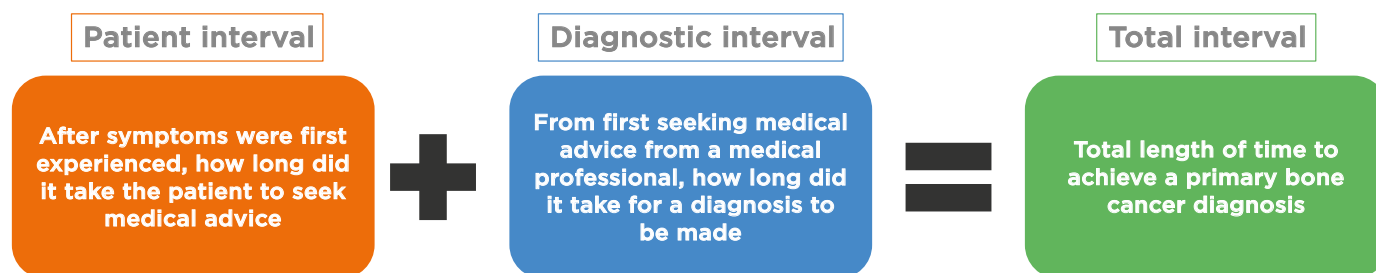 Patient interval
Diagnostic interval
Total interval
After symptoms were first
experienced, how long did
it take the patient to seek
medical advice
From first seeking medical
advice from a medical
professional, how long did
it take for a diagnosis to
be made
Total length of time to
achieve a primary bone
cancer diagnosis